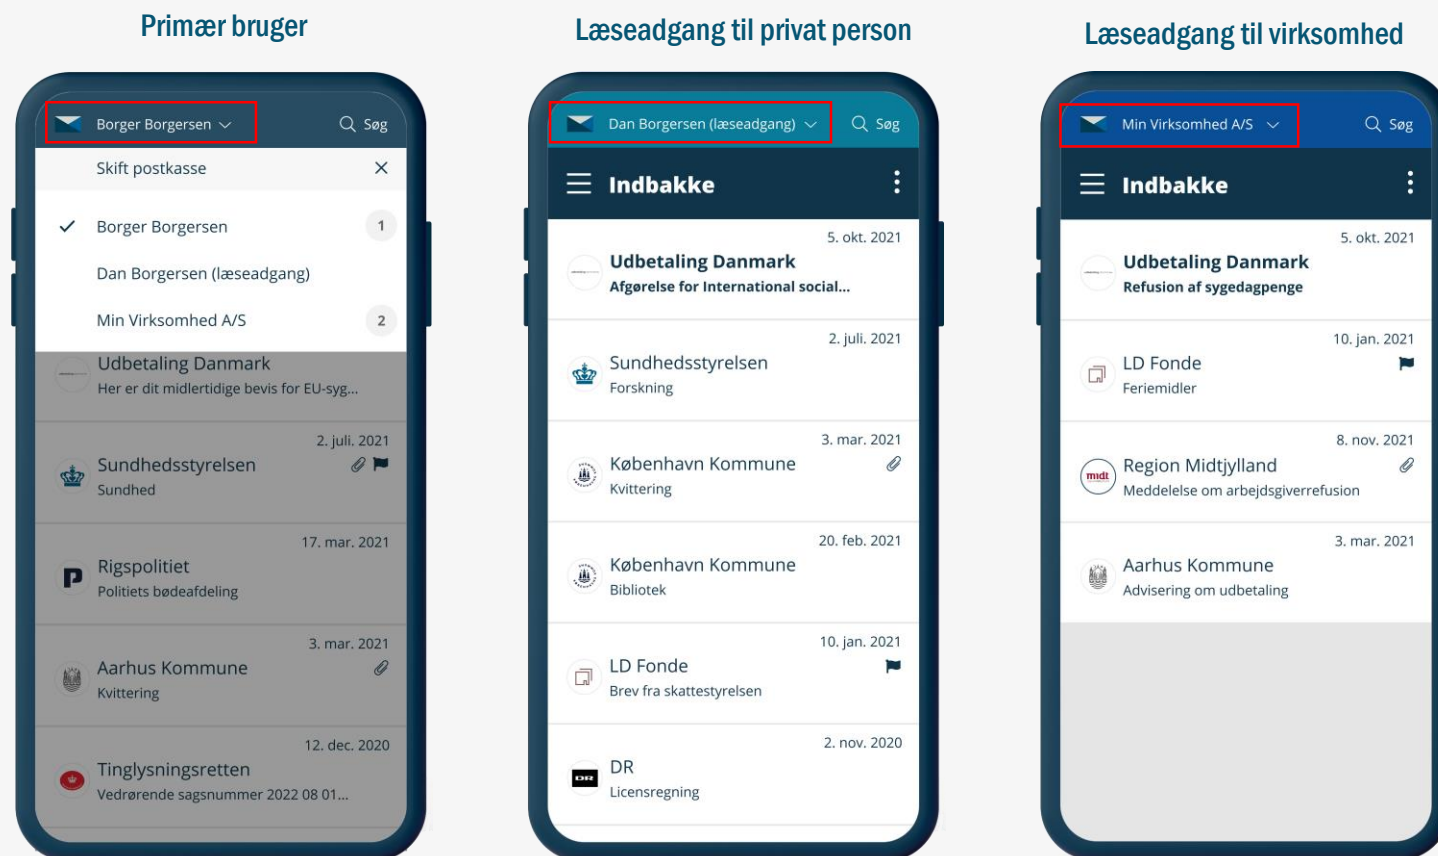 Primær bruger
Borger Borgersen
Søg
Skift postkasse
Borger Borgersen
1
Dan Borgersen (læseadgang)
Min Virksomhed A/S
2
Udbetaling Danmark
Her er dit midlertidige bevis for EU-syg...
2. juli. 2021
Sundhedsstyrelsen
Sundhed
17. mar. 2021
Rigspolitiet
Politiets bødeafdeling
3. mar. 2021
Aarhus Kommune
Kvittering
12. dec. 2020
Tinglysningsretten
Vedrørende sagsnummer 2022 08 01...
Læseadgang til privat person
Dan Borgersen (læseadgang)
Søg
Indbakke
5. okt. 2021
Udbetaling Danmark
Afgørelse for International social...
2. juli. 2021
Sundhedsstyrelsen
Forskning
3. mar. 2021
København Kommune
Kvittering
20. feb. 2021
København Kommune
Bibliotek
10. jan. 2021
LD Fonde
Brev fra skattestyrelsen
2. nov. 2020
DR
DR
Licensregning
Læseadgang til virksomhed
Min Virksomhed A/S
Søg
Indbakke
5. okt. 2021
Udbetaling Danmark
Refusion af sygedagpenge
10. jan. 2021
LD Fonde
Feriemidler
8. nov. 2021
midt
Region Midtjylland
Meddelelse om arbejdsgiverrefusion
3. mar. 2021
Aarhus Kommune
Advisering om udbetaling